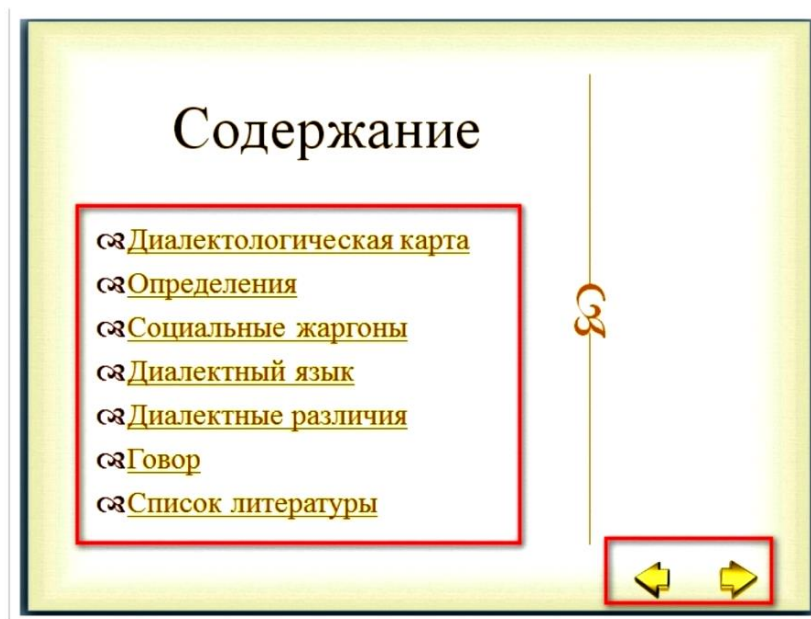 Содержание
Диалектологическая карта
Определения
Социальные жаргоны
Диалектный язык
Диалектные различия
Говор
Список литературы